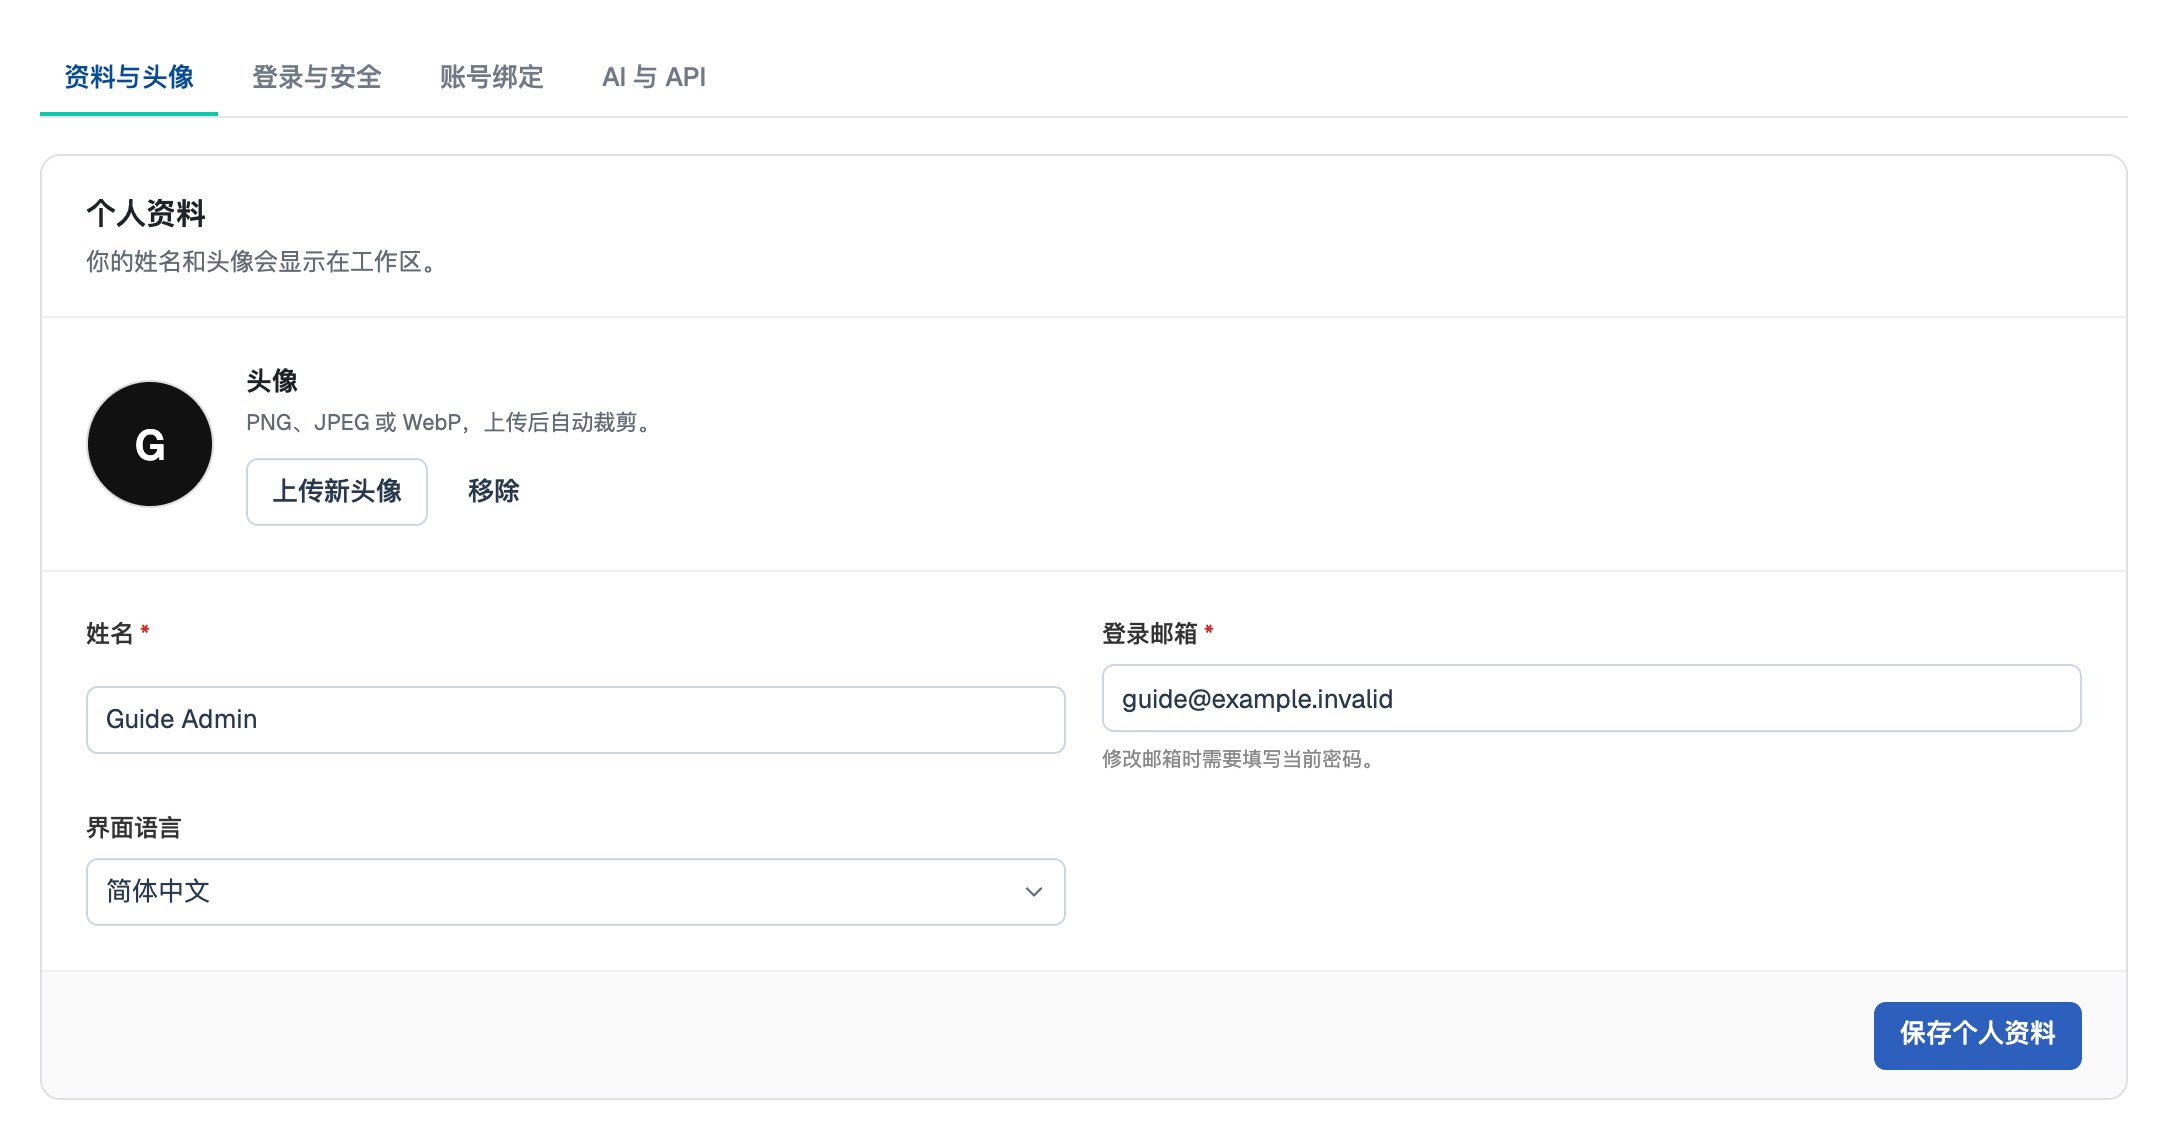 资料与头像 登录与安全 账号绑定 AI 与 API
个人资料
你的姓名和头像会显示在工作区。
G
头像
PNG、JPEG 或 WebP，上传后自动裁剪。
上传新头像 移除
姓名 *
Guide Admin
登录邮箱 *
guide@example.invalid
修改邮箱时需要填写当前密码。
界面语言
简体中文
保存个人资料